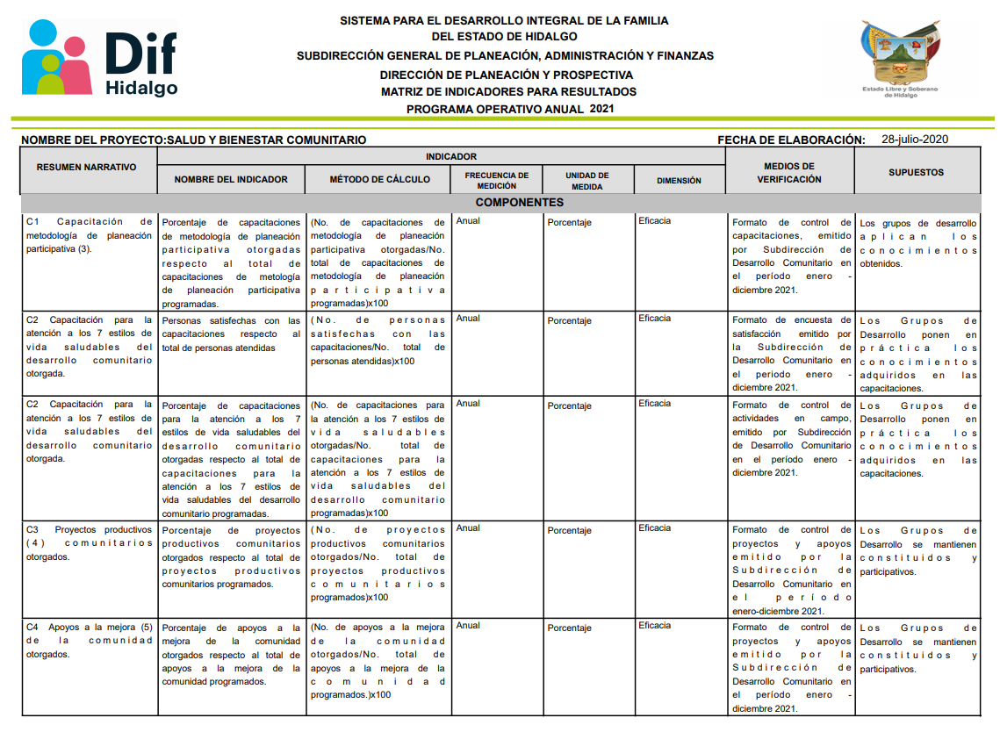 Dif
Hidalgo
SISTEMA PARA EL DESARROLLO INTEGRAL DE LA FAMILIA
DEL ESTADO DE HIDALGO
SUBDIRECCIÓN GENERAL DE PLANEACIÓN, ADMINISTRACIÓN Y FINANZAS
DIRECCIÓN DE PLANEACIÓN Y PROSPECTIVA
MATRIZ DE INDICADORES PARA RESULTADOS
PROGRAMA OPERATIVO ANUAL 2021
Estado Libre y Soberano
de Hidalgo
NOMBRE DEL PROYECTO:SALUD Y BIENESTAR COMUNITARIO
FECHA DE ELABORACIÓN: 28-julio-2020
RESUMEN NARRATIVO
INDICADOR
NOMBRE DEL INDICADOR
MÉTODO DE CÁLCULO
FRECUENCIA DE
MEDICIÓN
UNIDAD DE
MEDIDA
DIMENSIÓN
MEDIOS DE
VERIFICACIÓN
SUPUESTOS
COMPONENTES
C1 Capacitación de
metodología de planeación
participativa (3).
Porcentaje de capacitaciones
de metodología de planeación
participativa otorgadas
respecto al total de
capacitaciones de metología
de planeación participativa
programadas.
(No. de capacitaciones de
metodología de planeación
participativa otorgadas/No.
total de capacitaciones de
metodología de planeación
participativa
programadas)x100
Anual
Porcentaje
Eficacia
Formato de control de
capacitaciones, emitido
por Subdirección de
Desarrollo Comunitario en
el período enero -
diciembre 2021.
Los grupos de desarrollo
aplican los
conocimientos
obtenidos.
C2 Capacitación para la
atención a los 7 estilos de
vida saludables del
desarrollo comunitario
otorgada.
Personas satisfechas con las
capacitaciones respecto al
total de personas atendidas
(No. de personas
satisfechas con las
capacitaciones/No. total de
personas atendidas)x100
Anual
Porcentaje
Eficacia
Formato de encuesta de
satisfacción emitido por
la Subdirección de
Desarrollo Comunitario en
el periodo enero -
diciembre 2021.
Los Grupos de
Desarrollo ponen en
práctica los
conocimientos
adquiridos en las
capacitaciones.
C2 Capacitación para la
atención a los 7 estilos de
vida saludables del
desarrollo comunitario
otorgada.
Porcentaje de capacitaciones
para la atención a los 7
estilos de vida saludables del
desarrollo comunitario
otorgadas respecto al total de
capacitaciones para la
atención a los 7 estilos de
vida saludables del desarrollo
comunitario programadas.
(No. de capacitaciones para
la atención a los 7 estilos de
vida saludables
otorgadas/No. total de
capacitaciones para la
atención a los 7 estilos de
vida saludables del
desarrollo comunitario
programadas)x100
Anual
Porcentaje
Eficacia
Formato de control de
actividades en campo,
emitido por Subdirección
de Desarrollo Comunitario
en el período enero -
diciembre 2021.
Los Grupos de
Desarrollo ponen en
práctica los
conocimientos
adquiridos en las
capacitaciones.
C3 Proyectos productivos
(4) comunitarios
otorgados.
Porcentaje de proyectos
productivos comunitarios
otorgados respecto al total de
proyectos productivos
comunitarios programados.
(No. de proyectos
productivos comunitarios
otorgados/No. total de
proyectos productivos
comunitarios
programados)x100
Anual
Porcentaje
Eficacia
Formato de control de
proyectos y apoyos
emitido por la
Subdirección de
Desarrollo Comunitario en
el período
enero-diciembre 2021.
Los Grupos de
Desarrollo se mantienen
constituidos y
participativos.
C4 Apoyos a la mejora (5)
de la comunidad
otorgados.
Porcentaje de apoyos a la
mejora de la comunidad
otorgados respecto al total de
apoyos a la mejora de la
comunidad programados.
(No. de apoyos a la mejora
de la comunidad
otorgados/No. total de
apoyos a la mejora de la
comunidad
programados.)x100
Anual
Porcentaje
Eficacia
Formato de control de
proyectos y apoyos
emitido por la
Subdirección de
Desarrollo Comunitario en
el período enero -
diciembre 2021.
Los Grupos de
Desarrollo se mantienen
constituidos y
participativos.